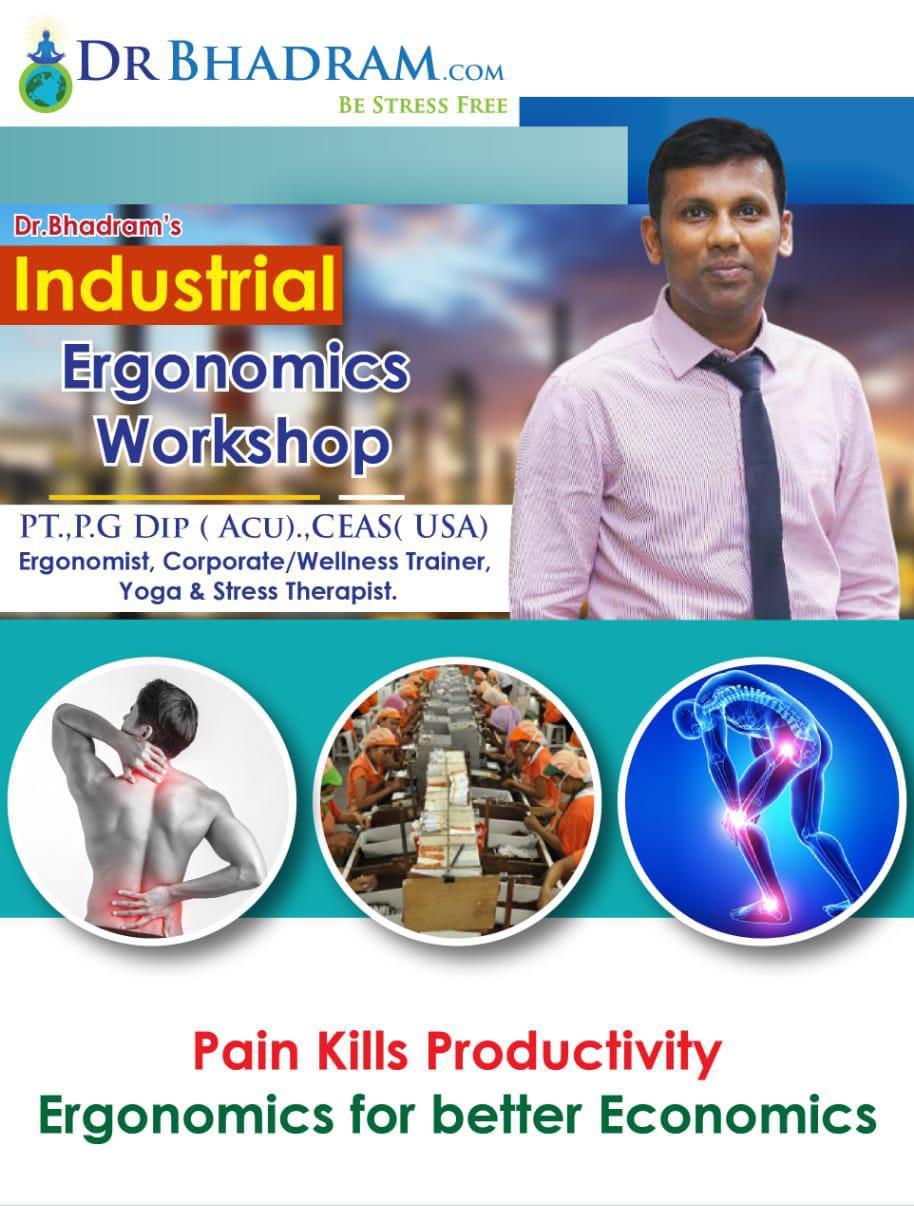 DR BHADRAM.COM
BE STRESS FREE
Dr.Bhadram's
Industrial
Ergonomics
Workshop
PT.,P.G DIP ( ACU).,CEAS( USA)
Ergonomist, Corporate/Wellness Trainer,
Yoga & Stress Therapist.
Pain Kills Productivity
Ergonomics for better Economics